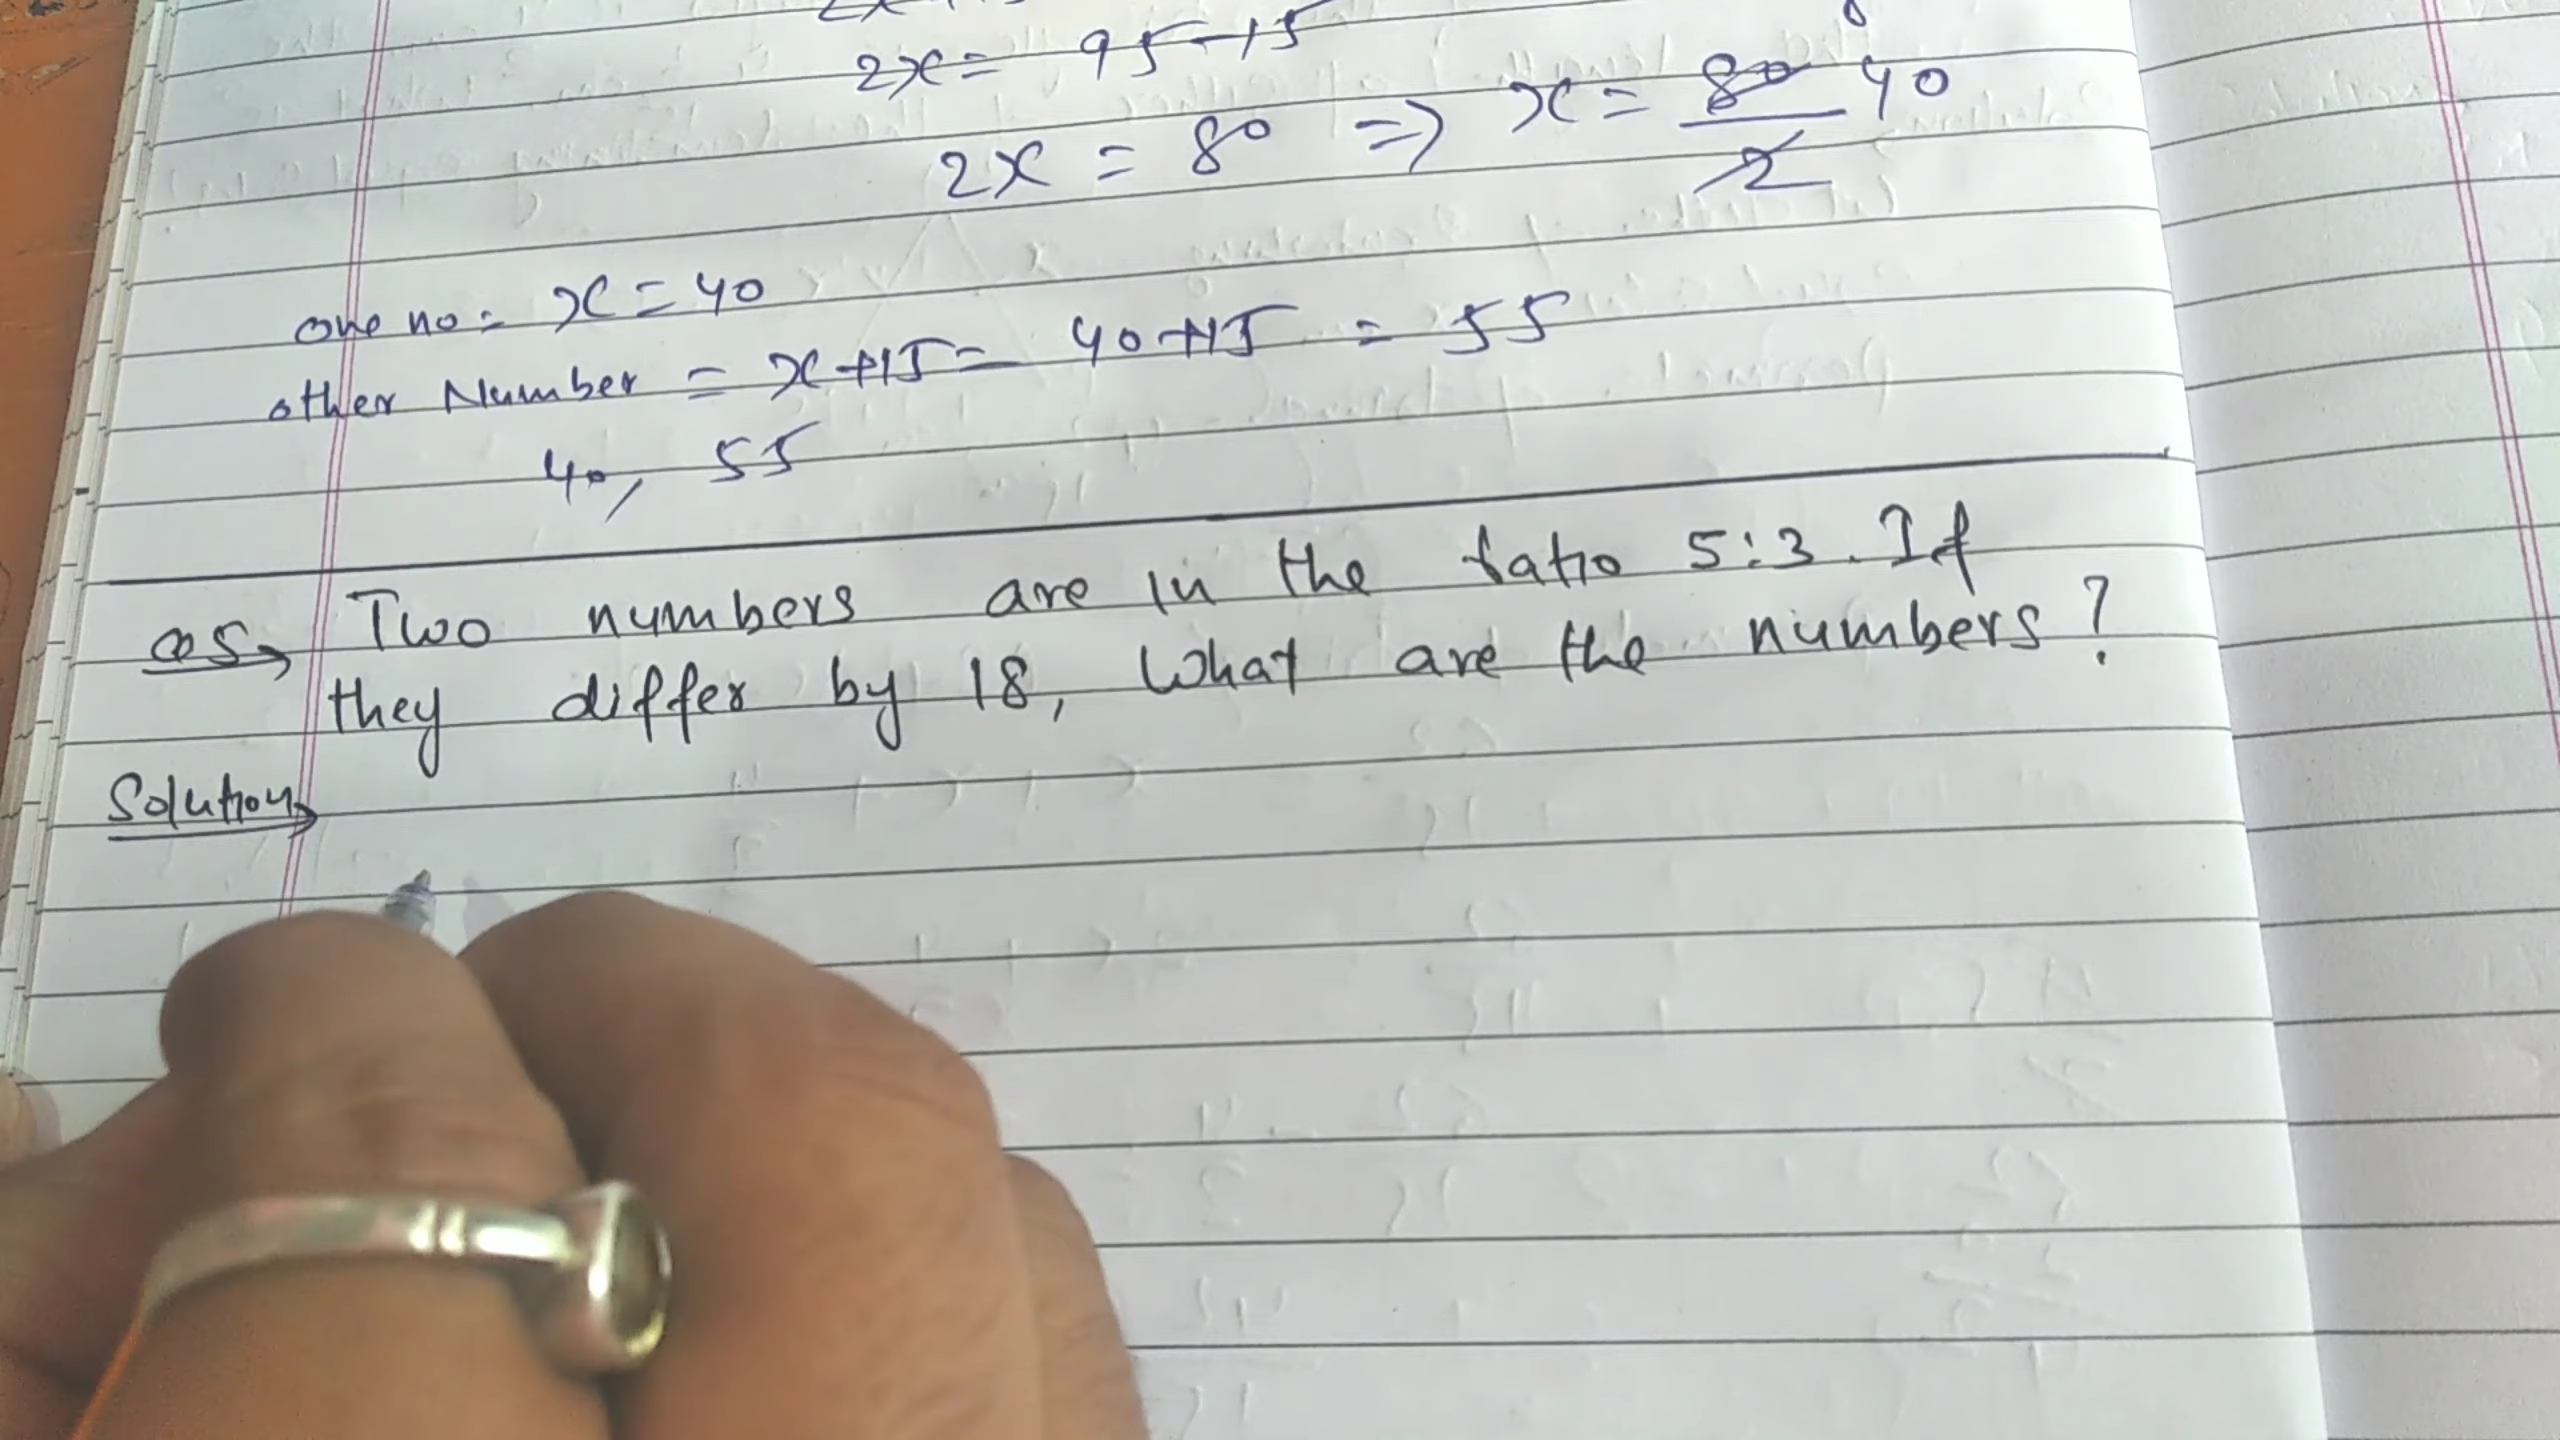 2x = 95-15
2x = 80 => x = 80/2 40
one no = x = 40
other Number = x+15 = 40+15 = 55
40, 55
Q5→ Two numbers are in the ratio 5:3. If
they differ by 18, What are the numbers?
Solution→